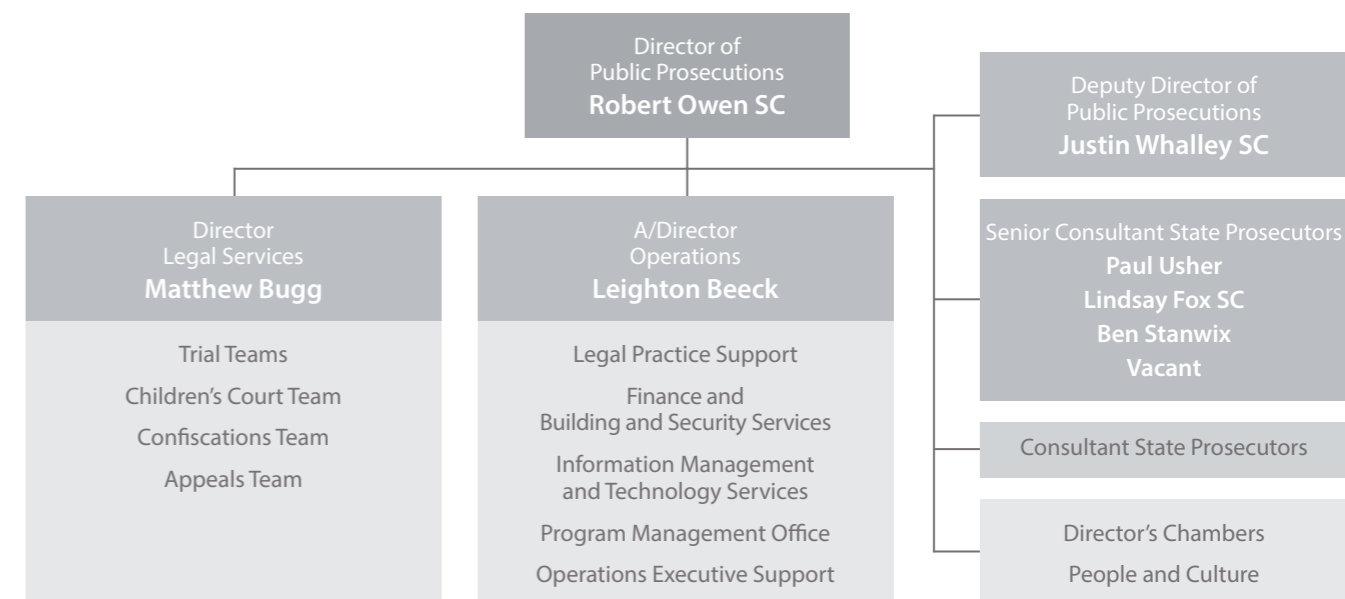 Director of
Public Prosecutions
Robert Owen SC
Director
Legal Services
Matthew Bugg
Trial Teams
Children’s Court Team
Confiscations Team
Appeals Team
A/Director
Operations
Leighton Beeck
Legal Practice Support
Finance and
Building and Security Services
Information Management
and Technology Services
Program Management Office
Operations Executive Support
Deputy Director of
Public Prosecutions
Justin Whalley SC
Senior Consultant State Prosecutors
Paul Usher
Lindsay Fox SC
Ben Stanwix
Vacant
Consultant State Prosecutors
Director’s Chambers
People and Culture